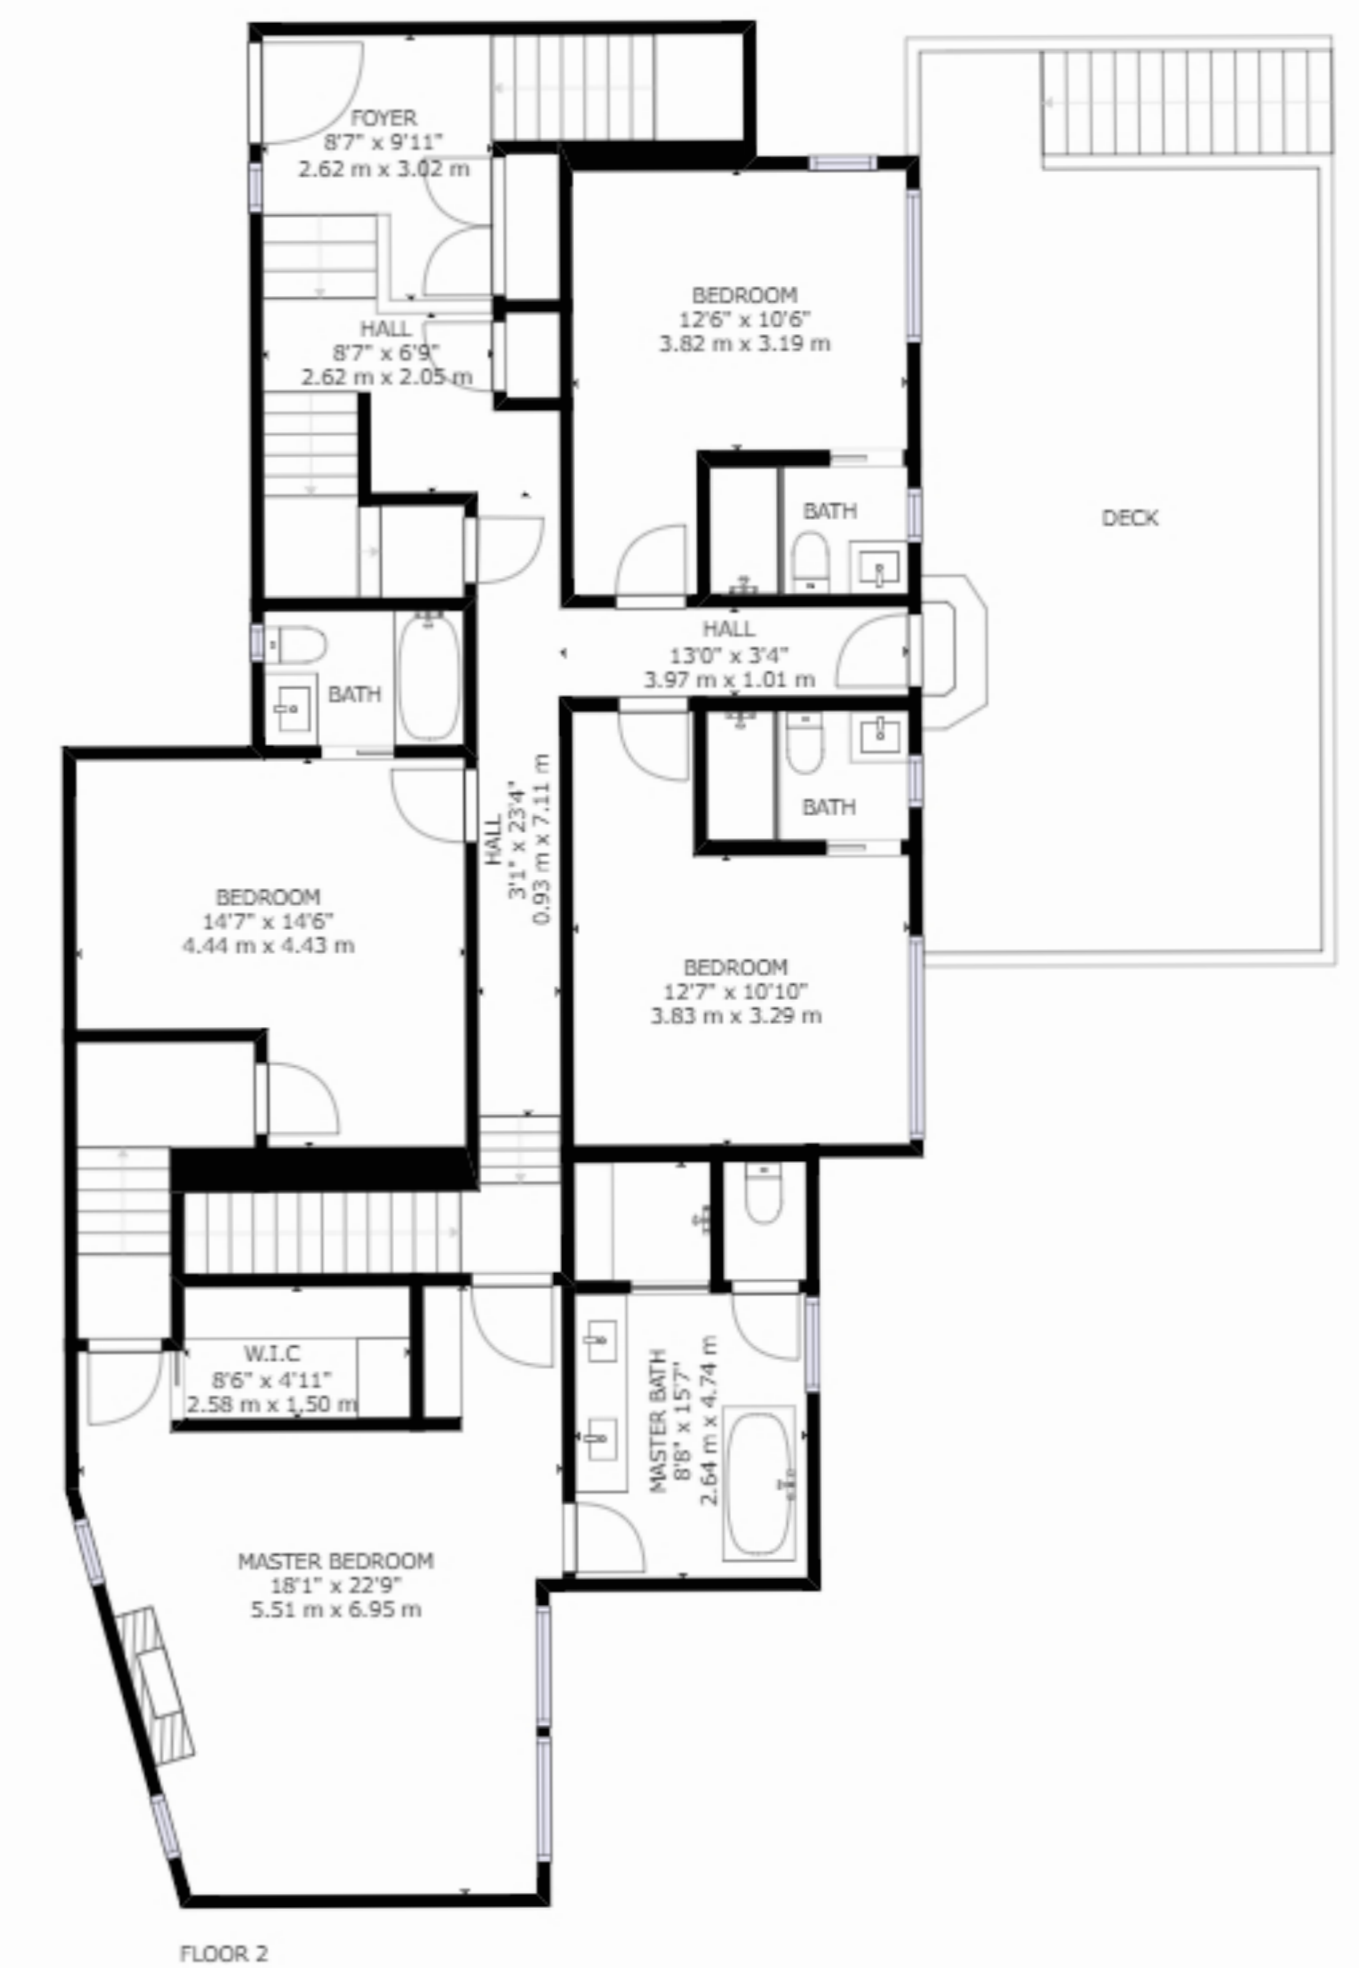 FOYER
8'7" x 9'11"
2.62 m x 3.02 m
BEDROOM
12'6" x 10'6"
3.82 m x 3.19 m
HALL
8'7" x 6'9"
2.62 m x 2.05 m
BATH
DECK
HALL
13'0" x 3'4"
3.97 m x 1.01 m
BATH
BATH
HALL
3'1" x 23'4"
0.93 m x 7.11 m
BEDROOM
14'7" x 14'6"
4.44 m x 4.43 m
BEDROOM
12'7" x 10'10"
3.83 m x 3.29 m
W.I.C
8'6" x 4'11"
2.58 m x 1.50 m
MASTER BATH
8'8" x 15'7"
2.64 m x 4.74 m
MASTER BEDROOM
18'1" x 22'9"
5.51 m x 6.95 m
FLOOR 2